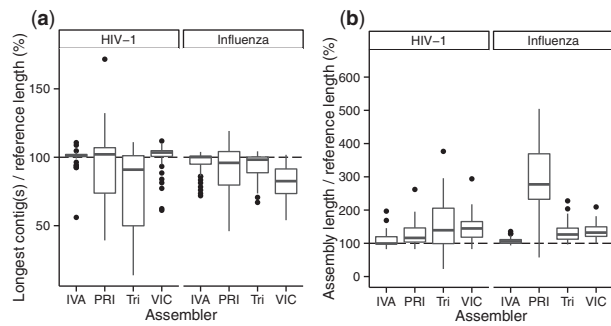 (a)
HIV−1
Influenza
Longest contig(s) / reference length (%)
150
100
50
IVA PRI Tri VIC IVA PRI Tri VIC
Assembler
(b)
HIV−1
Influenza
Assembly length / reference length (%)
600
500
400
300
200
100
0
IVA PRI Tri VIC IVA PRI Tri VIC
Assembler